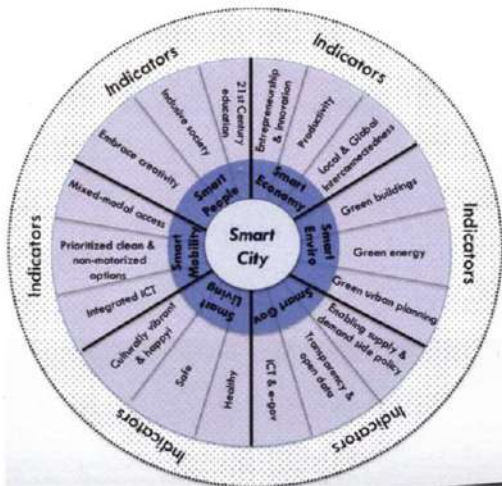 Indicators
Indicators
Indicators
Indicators
Indicators
Indicators
Smart
City
Smart
Economy
Entrepreneurship
& innovation
Productivity
Local & Global
Interconnectedness
Smart
Enviro
Green buildings
Green energy
Green urban planning
Smart Gov
Enabling supply &
demand side policy
Transparency &
open data
ICT & e-gov
Smart
Living
Healthy
Safe
Culturally vibrant
& happy!
Smart
Mobility
Integrated ICT
Prioritized clean &
non-motorized
options
Mixed-modal access
Smart
People
Embrace creativity
Inclusive society
21st Century
education